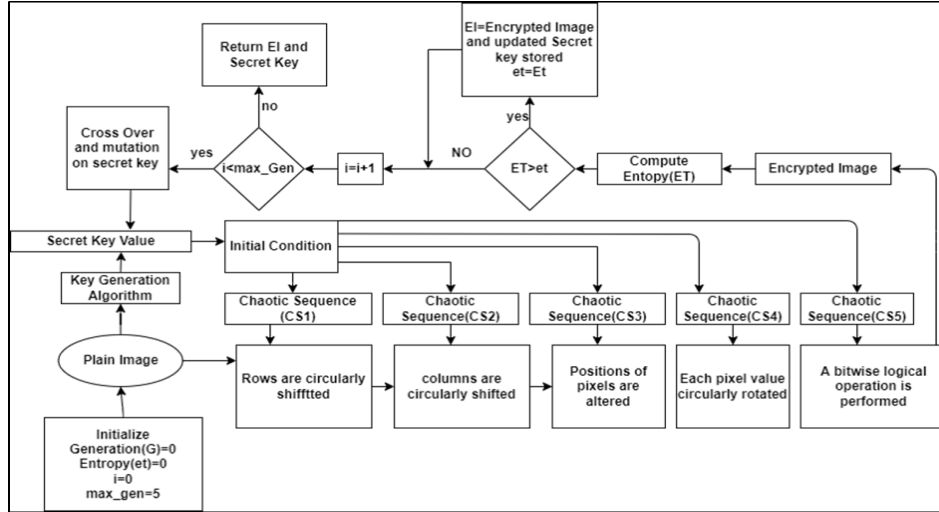 Return EI and
Secret Key
EI=Encrypted Image
and updated Secret
key stored
et=Et
no
yes
Cross Over
and mutation
on secret key
yes
i<max_Gen
i=i+1
NO
ET>et
Compute
Entopy(ET)
Encrypted Image
Secret Key Value
Initial Condition
Key Generation
Algorithm
Chaotic Sequence
(CS1)
Chaotic
Sequence(CS2)
Chaotic
Sequence(CS3)
Chaotic
Sequence(CS4)
Chaotic
Sequence(CS5)
Plain Image
Rows are circularly
shifftted
columns are
circularly shifted
Positions of
pixels are
altered
Each pixel value
circularly rotated
A bitwise logical
operation is
performed
Initialize
Generation(G)=0
Entropy(et)=0
i=0
max_gen=5